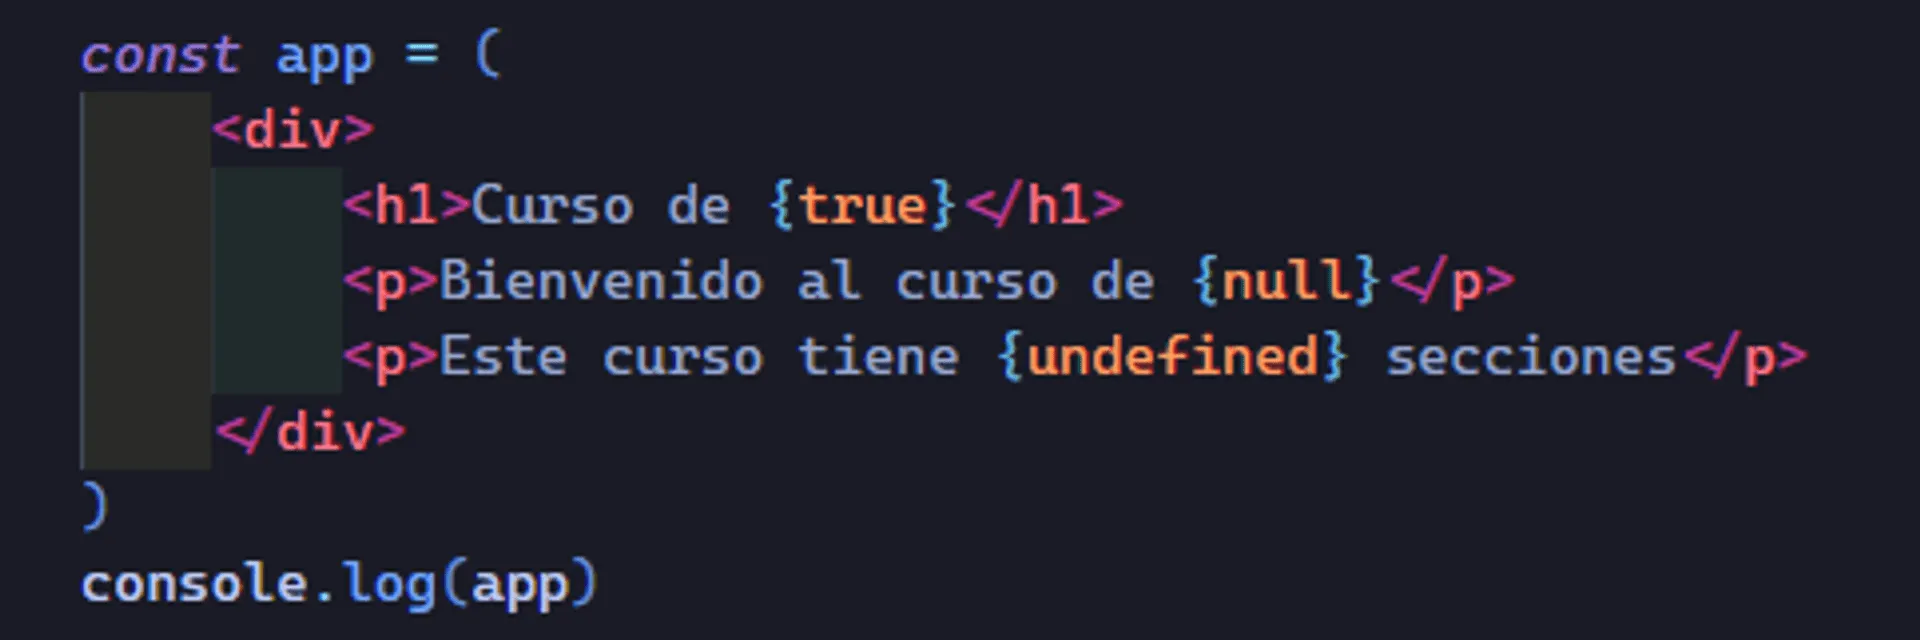 const app = (
<div>
<h1>Curso de {true}</h1>
<p>Bienvenido al curso de {null}</p>
<p>Este curso tiene {undefined} secciones</p>
</div>
)
console.log(app)